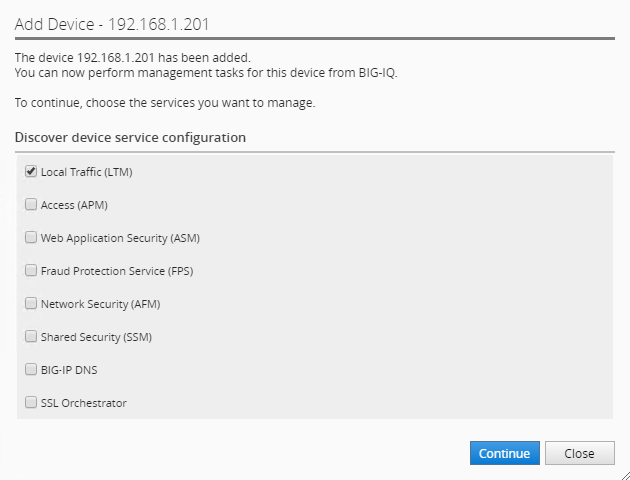 Add Device - 192.168.1.201
The device 192.168.1.201 has been added.
You can now perform management tasks for this device from BIG-IQ.
To continue, choose the services you want to manage.
Discover device service configuration
Local Traffic (LTM)
Access (APM)
Web Application Security (ASM)
Fraud Protection Service (FPS)
Network Security (AFM)
Shared Security (SSM)
BIG-IP DNS
SSL Orchestrator
Continue
Close